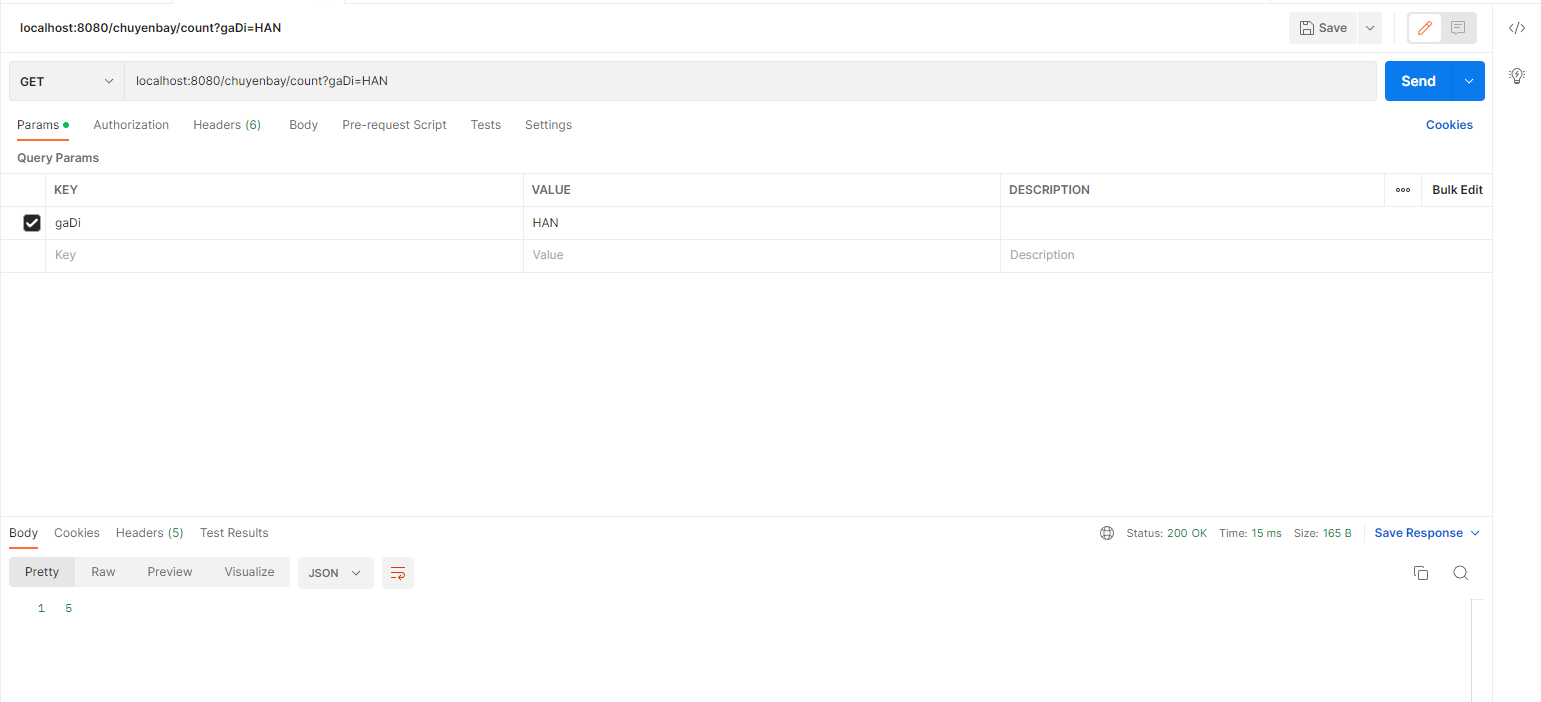 localhost:8080/chuyenbay/count?gaDi=HAN Save
GET localhost:8080/chuyenbay/count?gaDi=HAN Send
Params Authorization Headers (6) Body Pre-request Script Tests Settings Cookies
Query Params
KEY VALUE DESCRIPTION Bulk Edit
gaDi HAN
Key Value Description
Body Cookies Headers (5) Test Results Status: 200 OK Time: 15 ms Size: 165 B Save Response
Pretty Raw Preview Visualize JSON
1 5